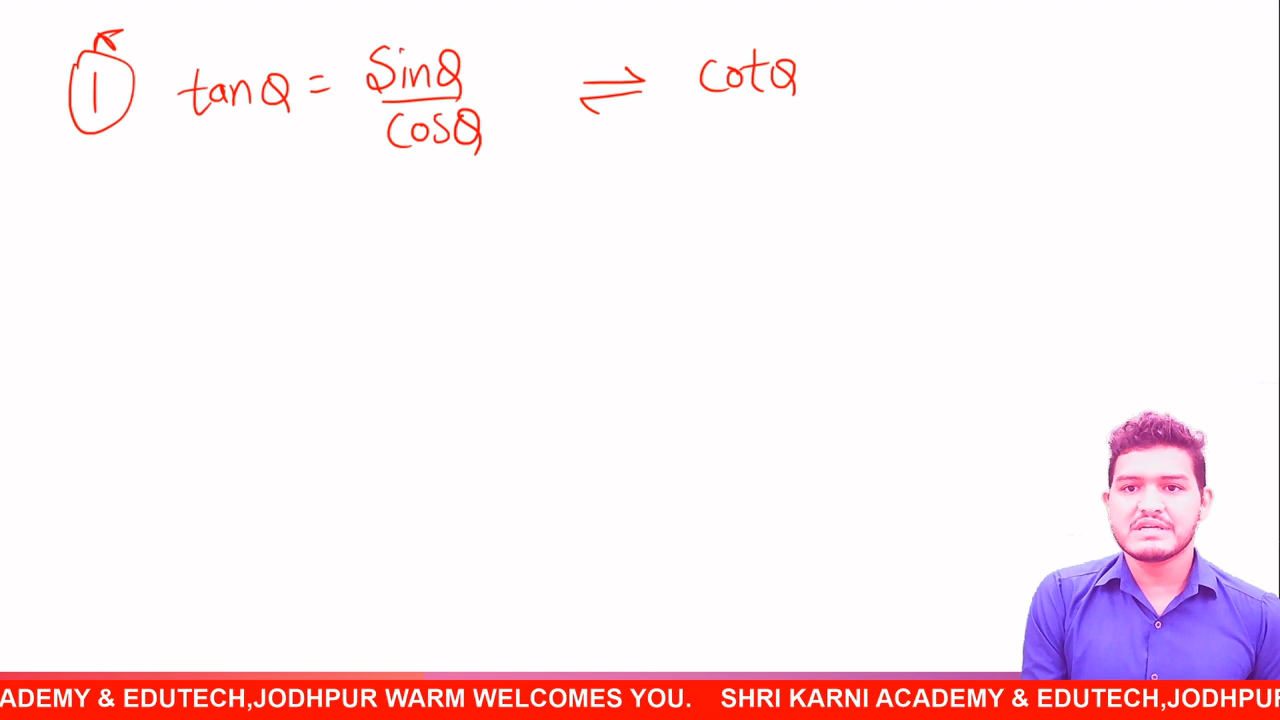 ① tanθ = sinθ/cosθ ⇌ cotθ
ADEMY & EDUTECH,JODHPUR WARM WELCOMES YOU. SHRI KARNI ACADEMY & EDUTECH,JODHPUR